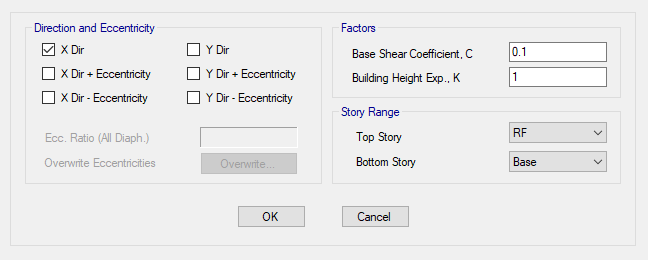 Direction and Eccentricity
X Dir
Y Dir
X Dir + Eccentricity
Y Dir + Eccentricity
X Dir - Eccentricity
Y Dir - Eccentricity
Ecc. Ratio (All Diaph.)
Overwrite Eccentricities
Overwrite...
Factors
Base Shear Coefficient, C
0.1
Building Height Exp., K
1
Story Range
Top Story
RF
Bottom Story
Base
OK
Cancel